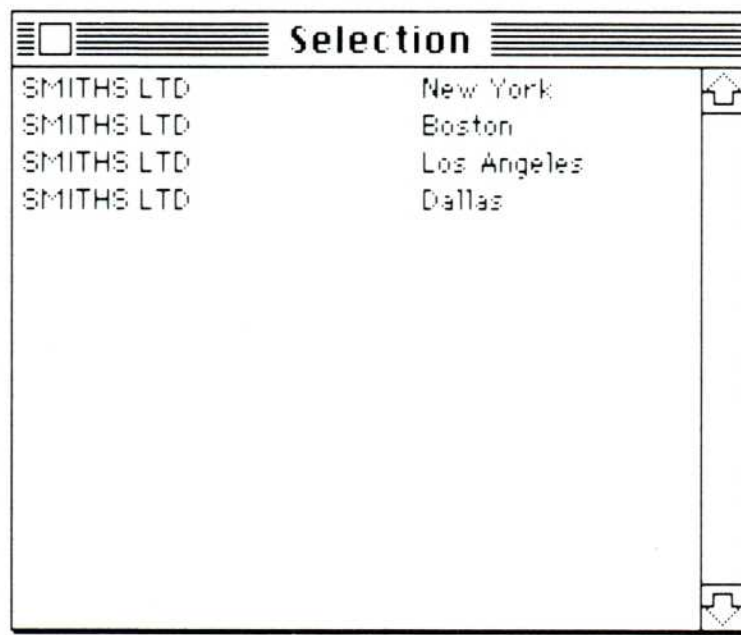 Selection
SMITHS LTD New York
SMITHS LTD Boston
SMITHS LTD Los Angeles
SMITHS LTD Dallas